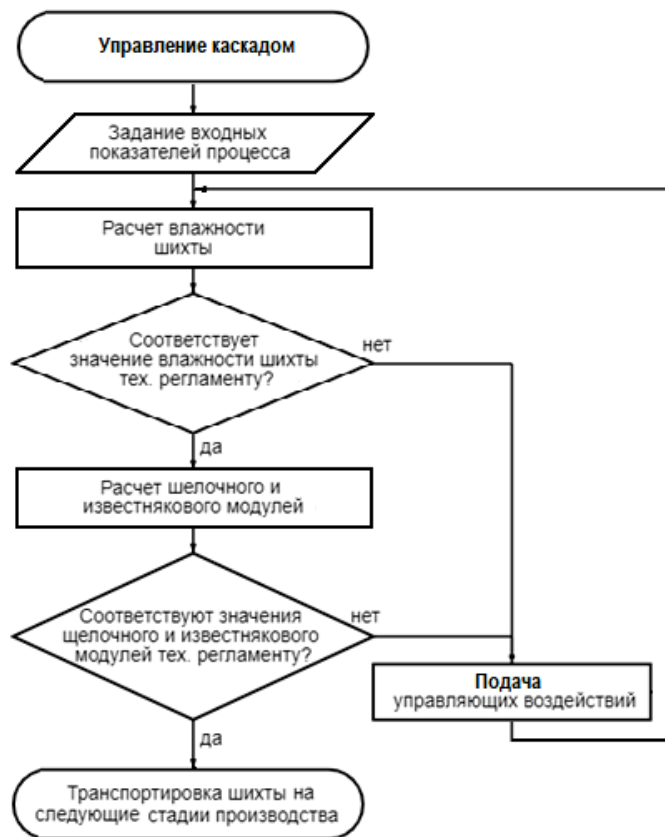 Управление каскадом
Задание входных
показателей процесса
Расчет влажности
шихты
Соответствует
значение влажности шихты
тех. регламенту?
нет
да
Расчет шелочного и
известнякового модулей
Соответствуют значения
щелочного и известнякового
модулей тех. регламенту?
нет
Подача
управляющих воздействий
да
Транспортировка шихты на
следующие стадии производства